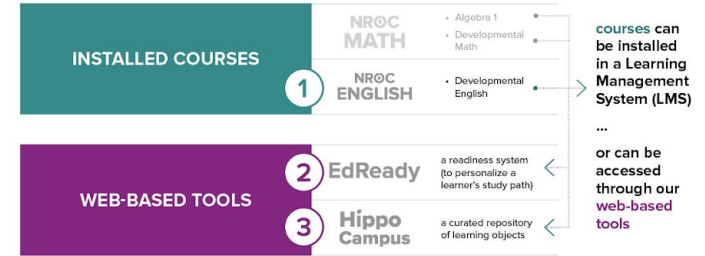 INSTALLED COURSES
NROC
MATH
• Algebra 1
• Developmental
Math
1
NROC
ENGLISH
• Developmental
English
courses can
be installed
in a Learning
Management
System (LMS)
...
or can be
accessed
through our
web-based
tools
WEB-BASED TOOLS
2
EdReady
a readiness system
(to personalize a
learner's study path)
3
Hippo
Campus
a curated repository
of learning objects